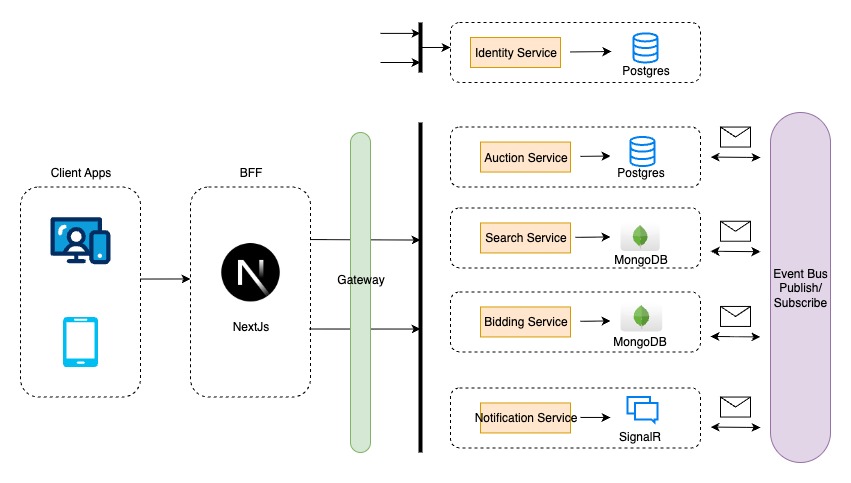 Identity Service
Postgres
Client Apps
BFF
Auction Service
Postgres
Search Service
MongoDB
N
NextJs
Gateway
Event Bus
Publish/
Subscribe
Bidding Service
MongoDB
Notification Service
SignalR